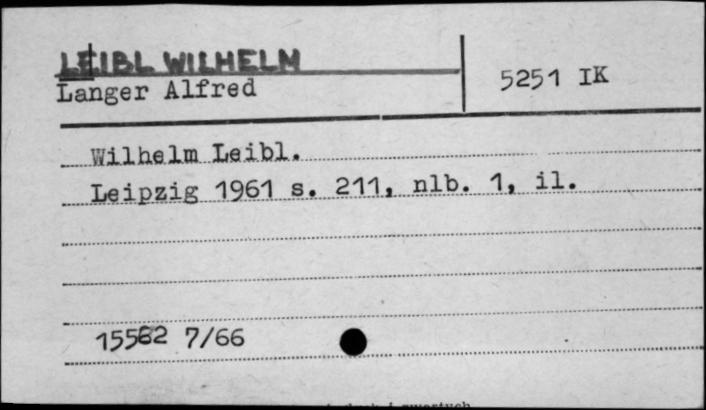 LEIBL WILHELM
Langer Alfred
5251 IK
Wilhelm Leibl.
Leipzig 1961 s. 211, nlb. 1, il.
15562 7/66